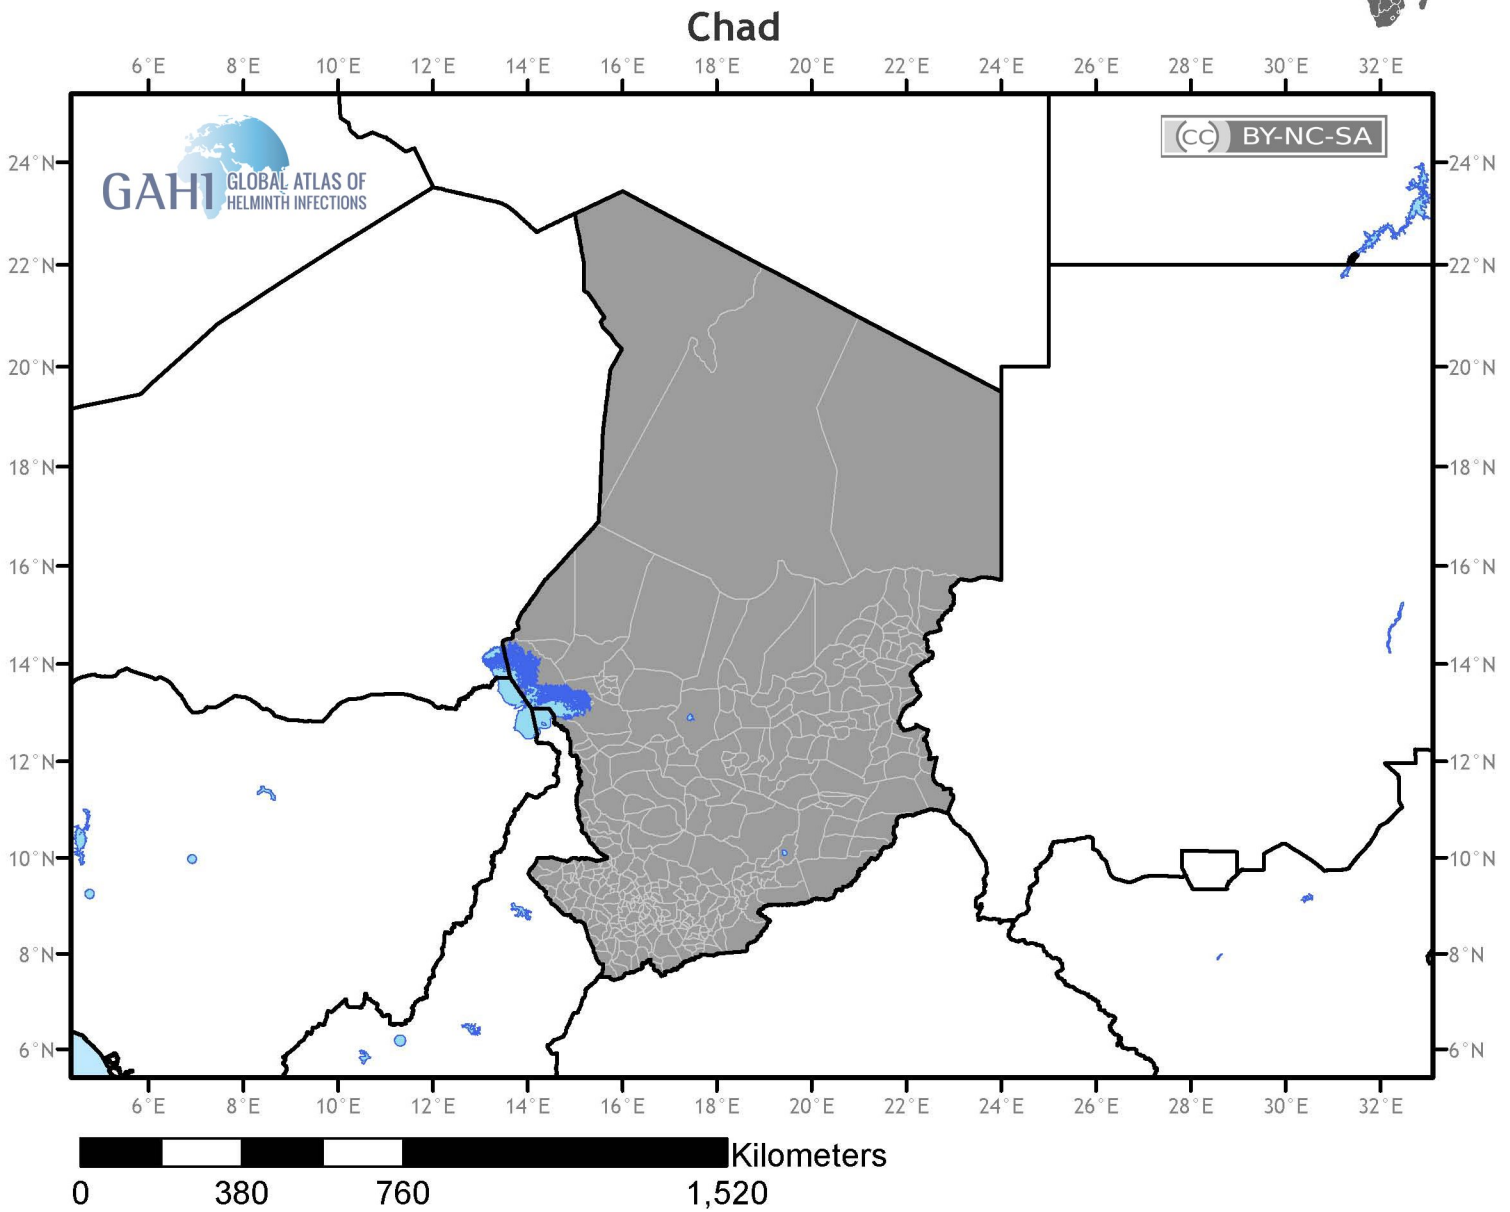 Chad
6°E 8°E 10°E 12°E 14°E 16°E 18°E 20°E 22°E 24°E 26°E 28°E 30°E 32°E
GAHI GLOBAL ATLAS OF
HELMINTH INFECTIONS
(cc) BY-NC-SA
24°N 24°N
22°N 22°N
20°N 20°N
18°N 18°N
16°N 16°N
14°N 14°N
12°N 12°N
10°N 10°N
8°N 8°N
6°N 6°N
6°E 8°E 10°E 12°E 14°E 16°E 18°E 20°E 22°E 24°E 26°E 28°E 30°E 32°E
Kilometers
0 380 760 1,520